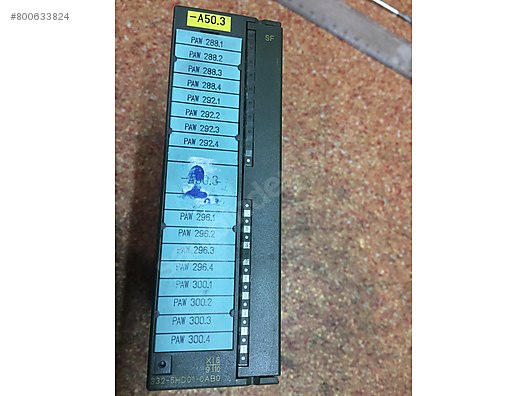 #800633824
-A50.3
SF
PAW 288.1
PAW 288.2
PAW 288.3
PAW 288.4
PAW 292.1
PAW 292.2
PAW 292.3
PAW 292.4
-A50.3
PAW 296.1
PAW 296.2
PAW 296.3
PAW 296.4
PAW 300.1
PAW 300.2
PAW 300.3
PAW 300.4
332-5HD01-0AB0